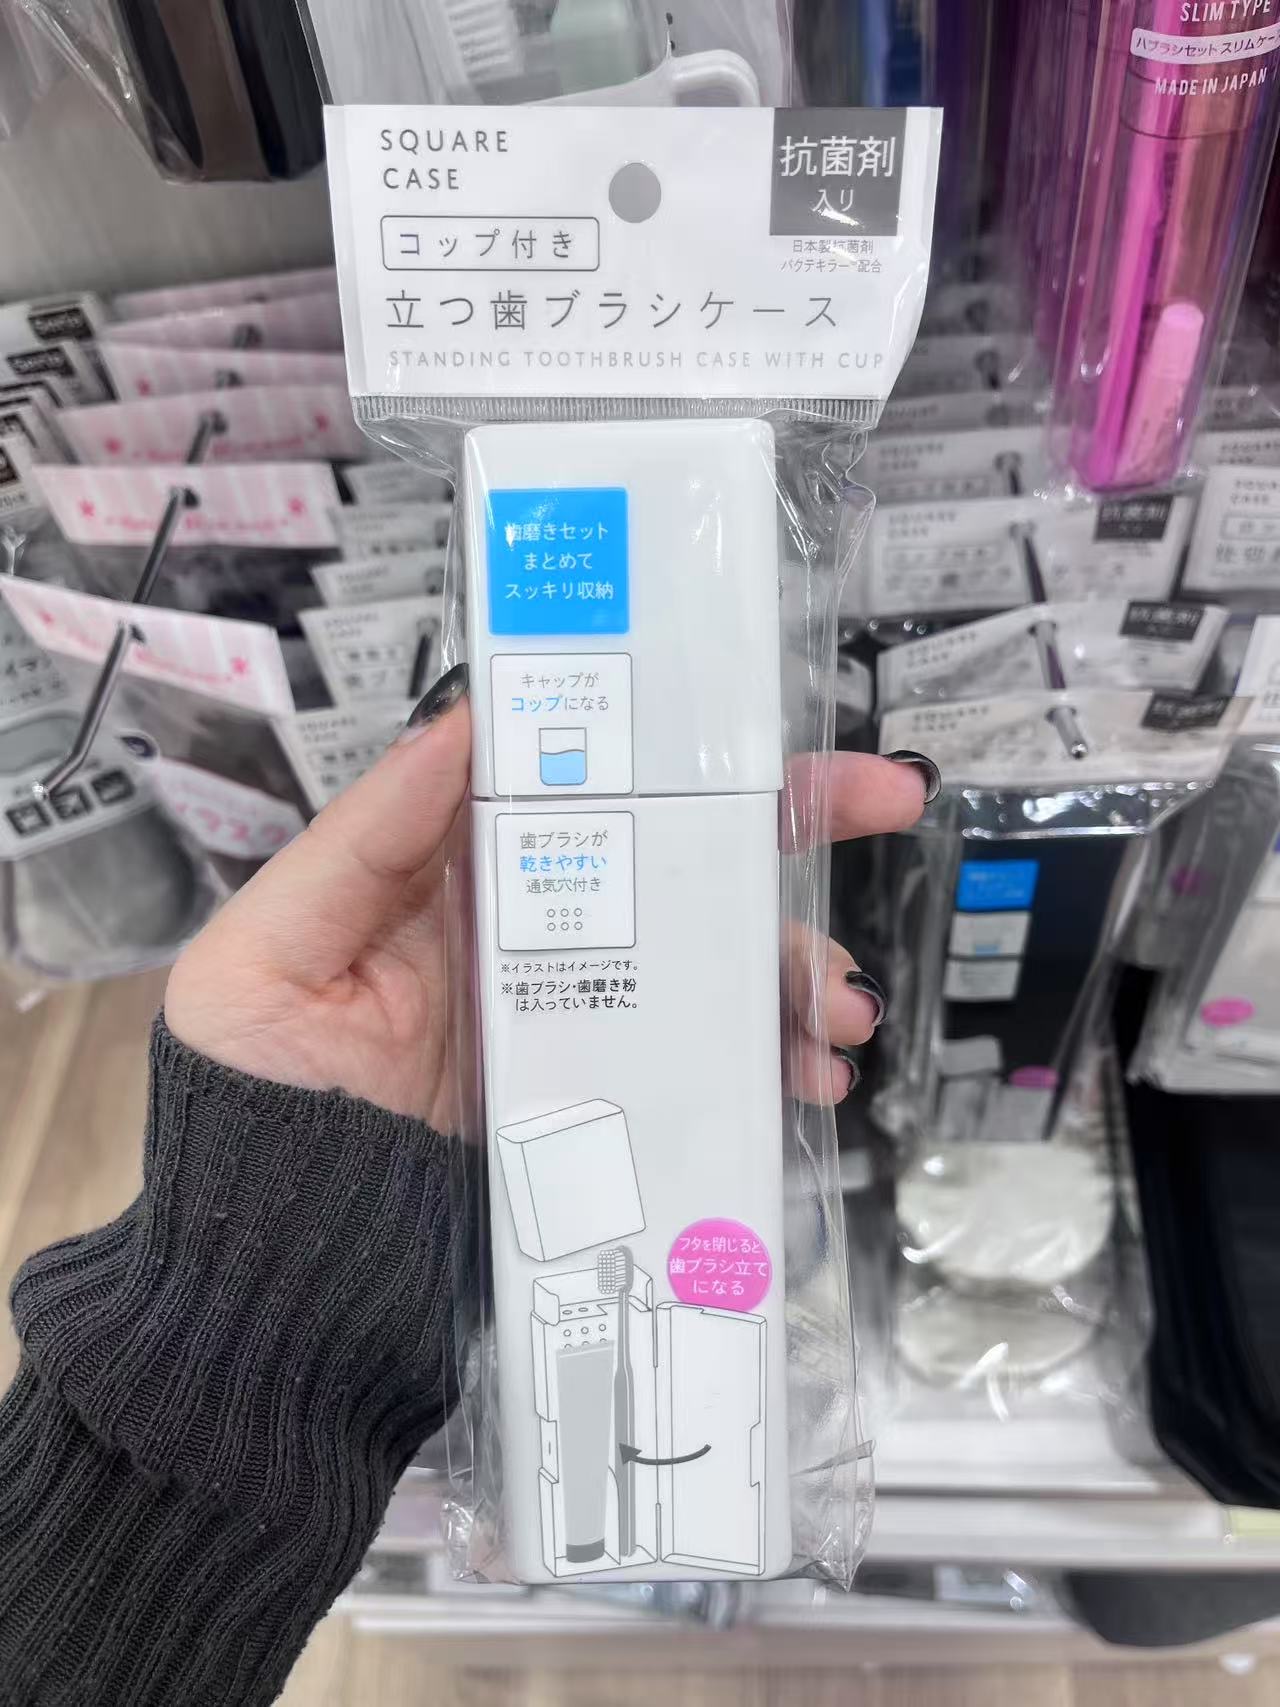 SQUARE
CASE
コップ付き
立つ歯ブラシケース
STANDING TOOTHBRUSH CASE WITH CUP
抗菌剤
入り
日本製抗菌剤
バクテキラー配合
歯磨きセット
まとめて
スッキリ収納
キャップが
コップになる
歯ブラシが
乾きやすい
通気穴付き
※イラストはイメージです。
※歯ブラシ・歯磨き粉
は入っていません。
フタを閉じると
歯ブラシ立て
になる
SLIM TYPE
ハブラシセットスリムケース
MADE IN JAPAN
SQUARE
CASE